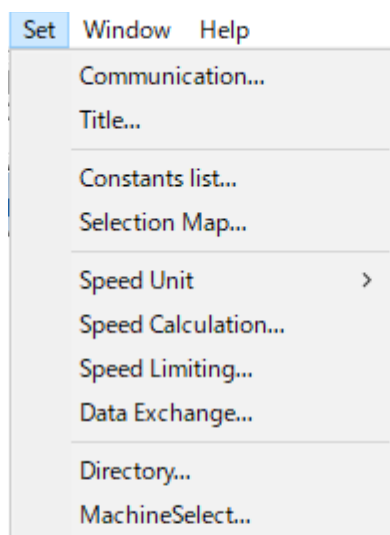 Set Window Help
Communication...
Title...
Constants list...
Selection Map...
Speed Unit
Speed Calculation...
Speed Limiting...
Data Exchange...
Directory...
MachineSelect...